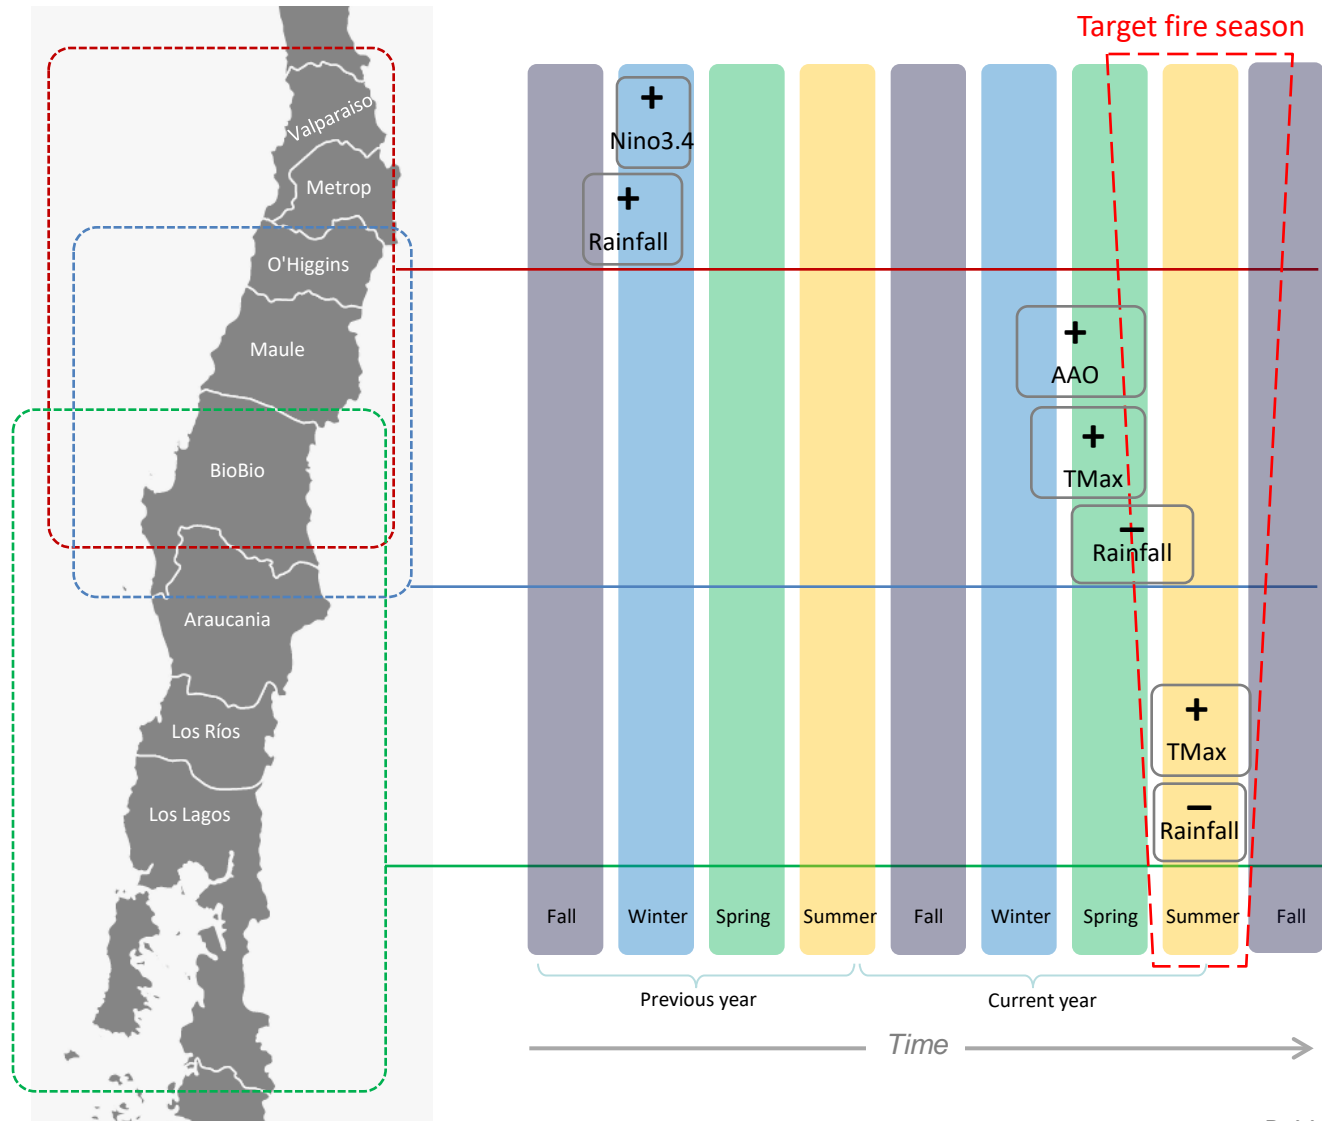 Target fire season
Valparaiso
Metrop
O'Higgins
Maule
BioBio
Araucania
Los Ríos
Los Lagos
+
Nino3.4
+
Rainfall
+
AAO
+
TMax
−
Rainfall
+
TMax
−
Rainfall
Fall Winter Spring Summer Fall Winter Spring Summer Fall
Previous year Current year
Time